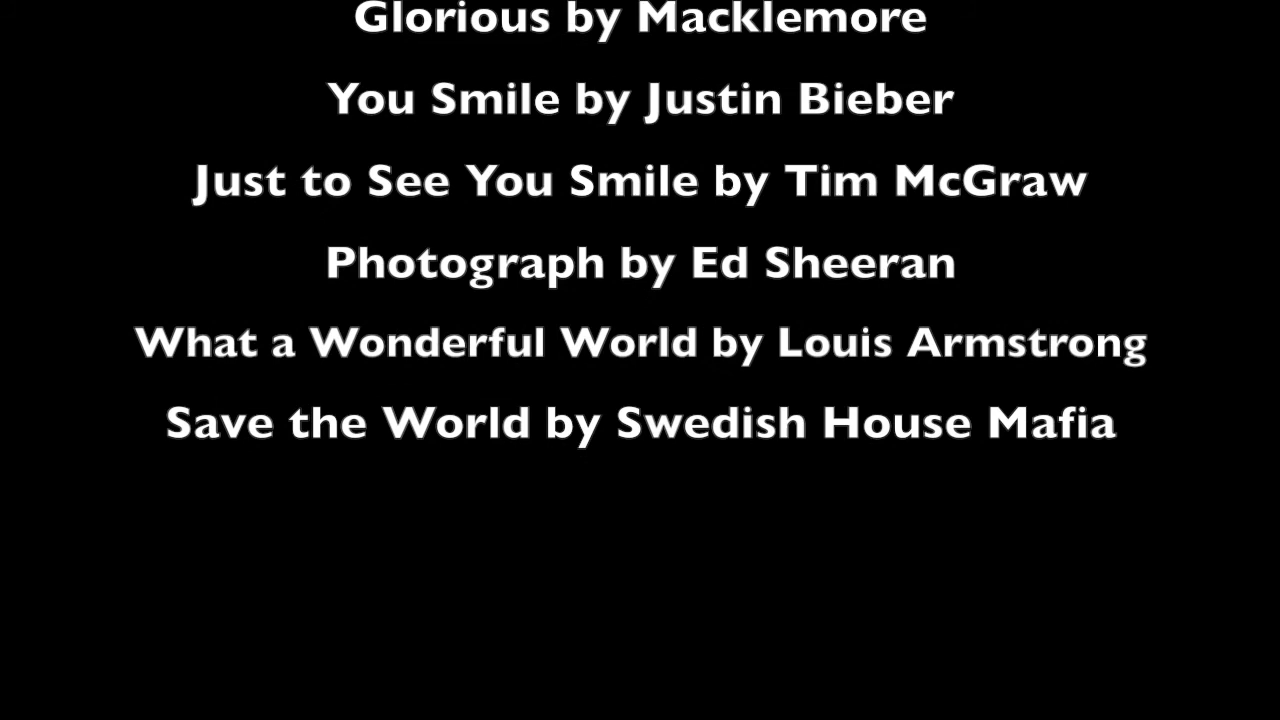 Glorious by Macklemore
You Smile by Justin Bieber
Just to See You Smile by Tim McGraw
Photograph by Ed Sheeran
What a Wonderful World by Louis Armstrong
Save the World by Swedish House Mafia